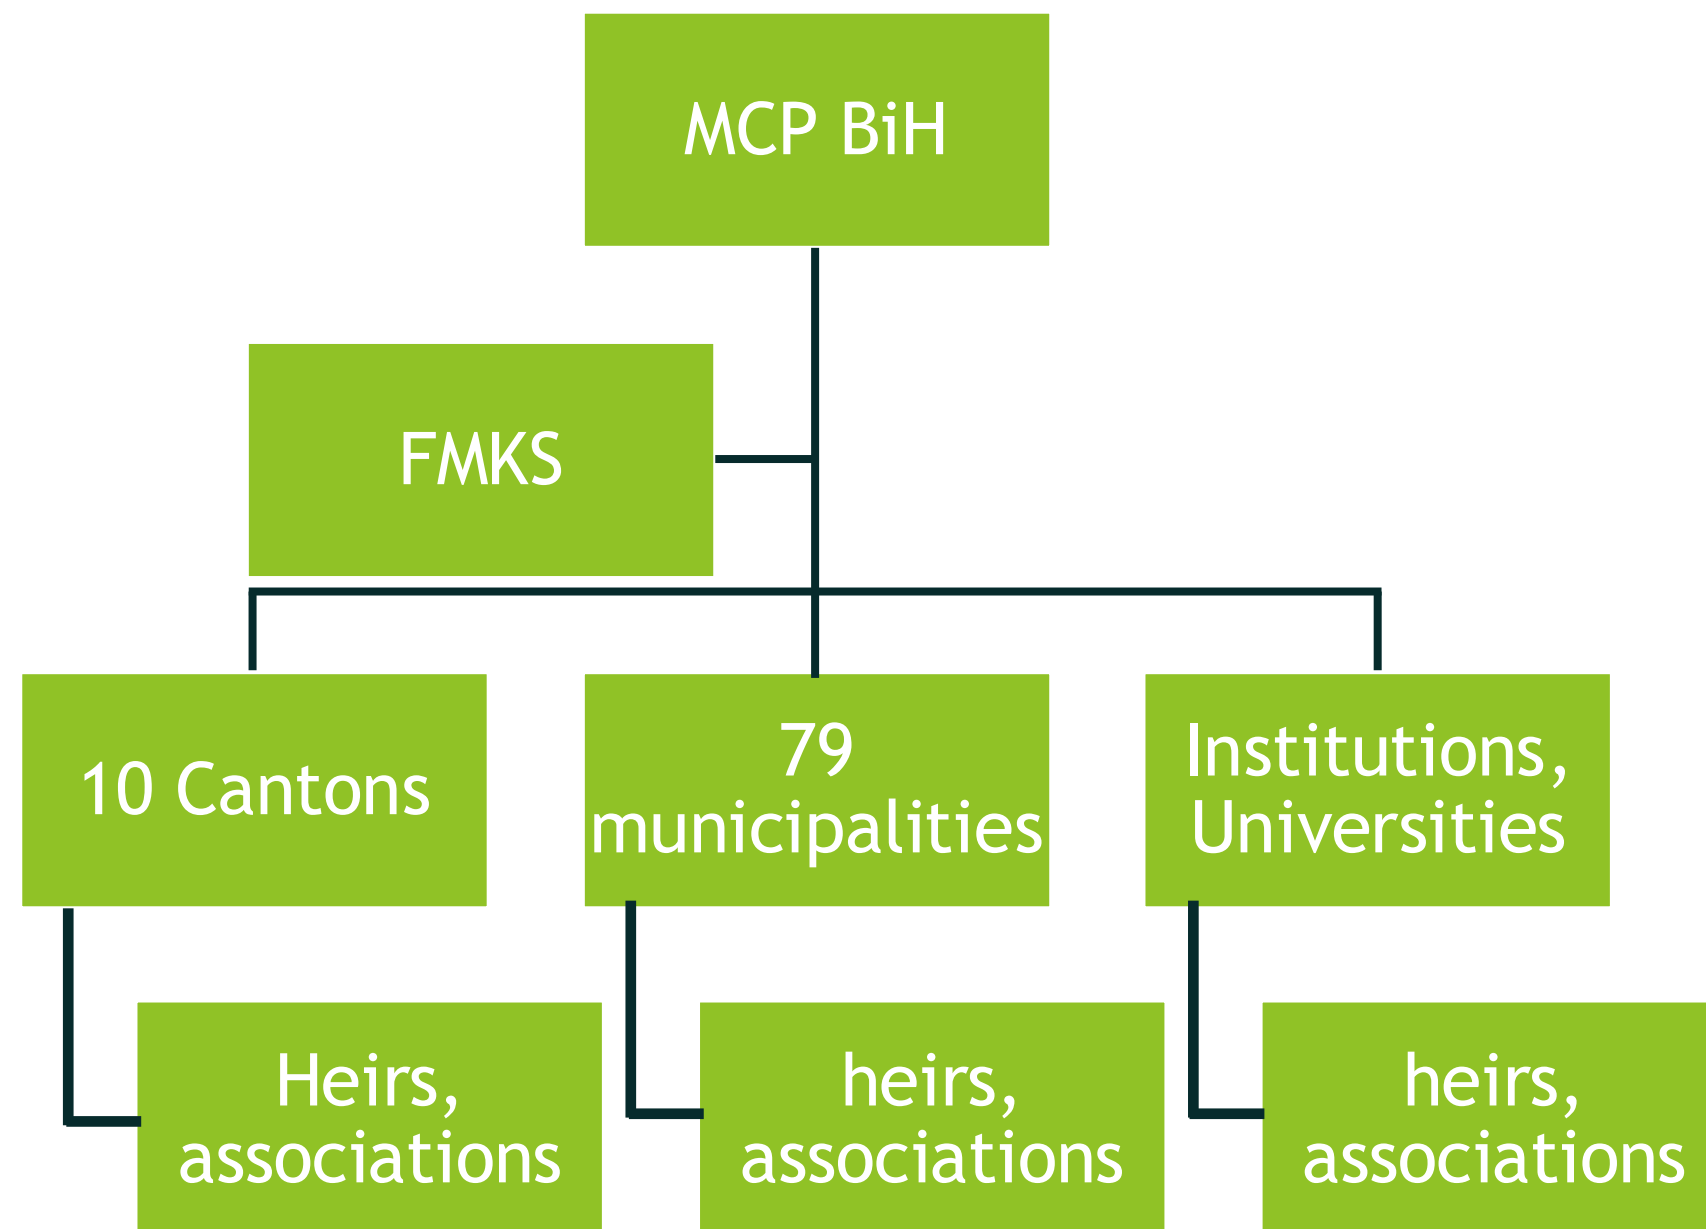 MCP BiH
FMKS
10 Cantons
79
municipalities
Institutions,
Universities
Heirs,
associations
heirs,
associations
heirs,
associations